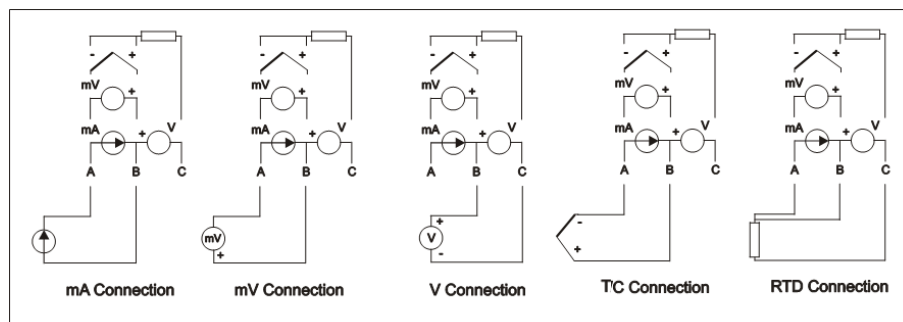 - +
mV
+
mA + V
A B C
mA Connection
- +
mV
+
mA + V
A B C
mV
+
mV Connection
- +
mV
+
mA + V
A B C
+
V
-
V Connection
- +
mV
+
mA + V
A B C
-
+
T'C Connection
- +
mV
+
mA + V
A B C
RTD Connection